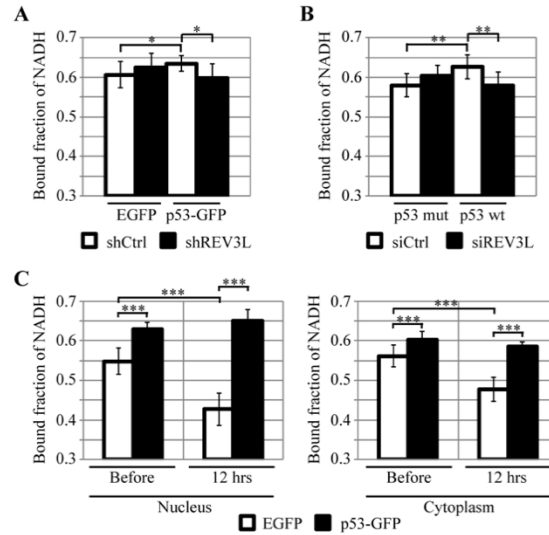 A
B
* *
** **
Bound fraction of NADH
0.7
0.6
0.5
0.4
0.3
Bound fraction of NADH
0.7
0.6
0.5
0.4
0.3
EGFP p53-GFP
p53 mut p53 wt
shCtrl shREV3L
siCtrl siREV3L
C
*** *** ***
*** *** ***
Bound fraction of NADH
0.7
0.6
0.5
0.4
0.3
Bound fraction of NADH
0.7
0.6
0.5
0.4
0.3
Before 12 hrs
Before 12 hrs
Nucleus
Cytoplasm
EGFP p53-GFP